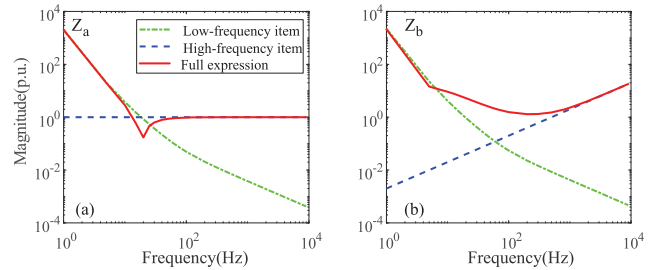 Z_a
Low-frequency item
High-frequency item
Full expression
Magnitude(p.u.)
10^4
10^2
10^0
10^-2
10^-4
(a)
10^0
10^2
10^4
Frequency(Hz)
Z_b
10^4
10^2
10^0
10^-2
10^-4
(b)
10^0
10^2
10^4
Frequency(Hz)